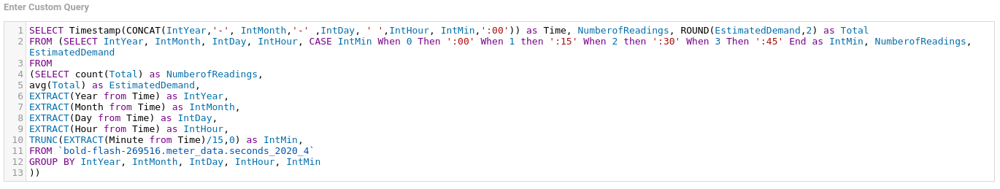 Enter Custom Query
1 SELECT Timestamp(CONCAT(IntYear,'-', IntMonth,'-' ,IntDay, ' ',IntHour, IntMin,':00')) as Time, NumberofReadings, ROUND(EstimatedDemand,2) as Total
2 FROM (SELECT IntYear, IntMonth, IntDay, IntHour, CASE IntMin When 0 Then ':00' When 1 then ':15' When 2 then ':30' When 3 Then ':45' End as IntMin, NumberofReadings,
EstimatedDemand
3 FROM
4 (SELECT count(Total) as NumberofReadings,
5 avg(Total) as EstimatedDemand,
6 EXTRACT(Year from Time) as IntYear,
7 EXTRACT(Month from Time) as IntMonth,
8 EXTRACT(Day from Time) as IntDay,
9 EXTRACT(Hour from Time) as IntHour,
10 TRUNC(EXTRACT(Minute from Time)/15,0) as IntMin,
11 FROM `bold-flash-269516.meter_data.seconds_2020_4`
12 GROUP BY IntYear, IntMonth, IntDay, IntHour, IntMin
13 ))